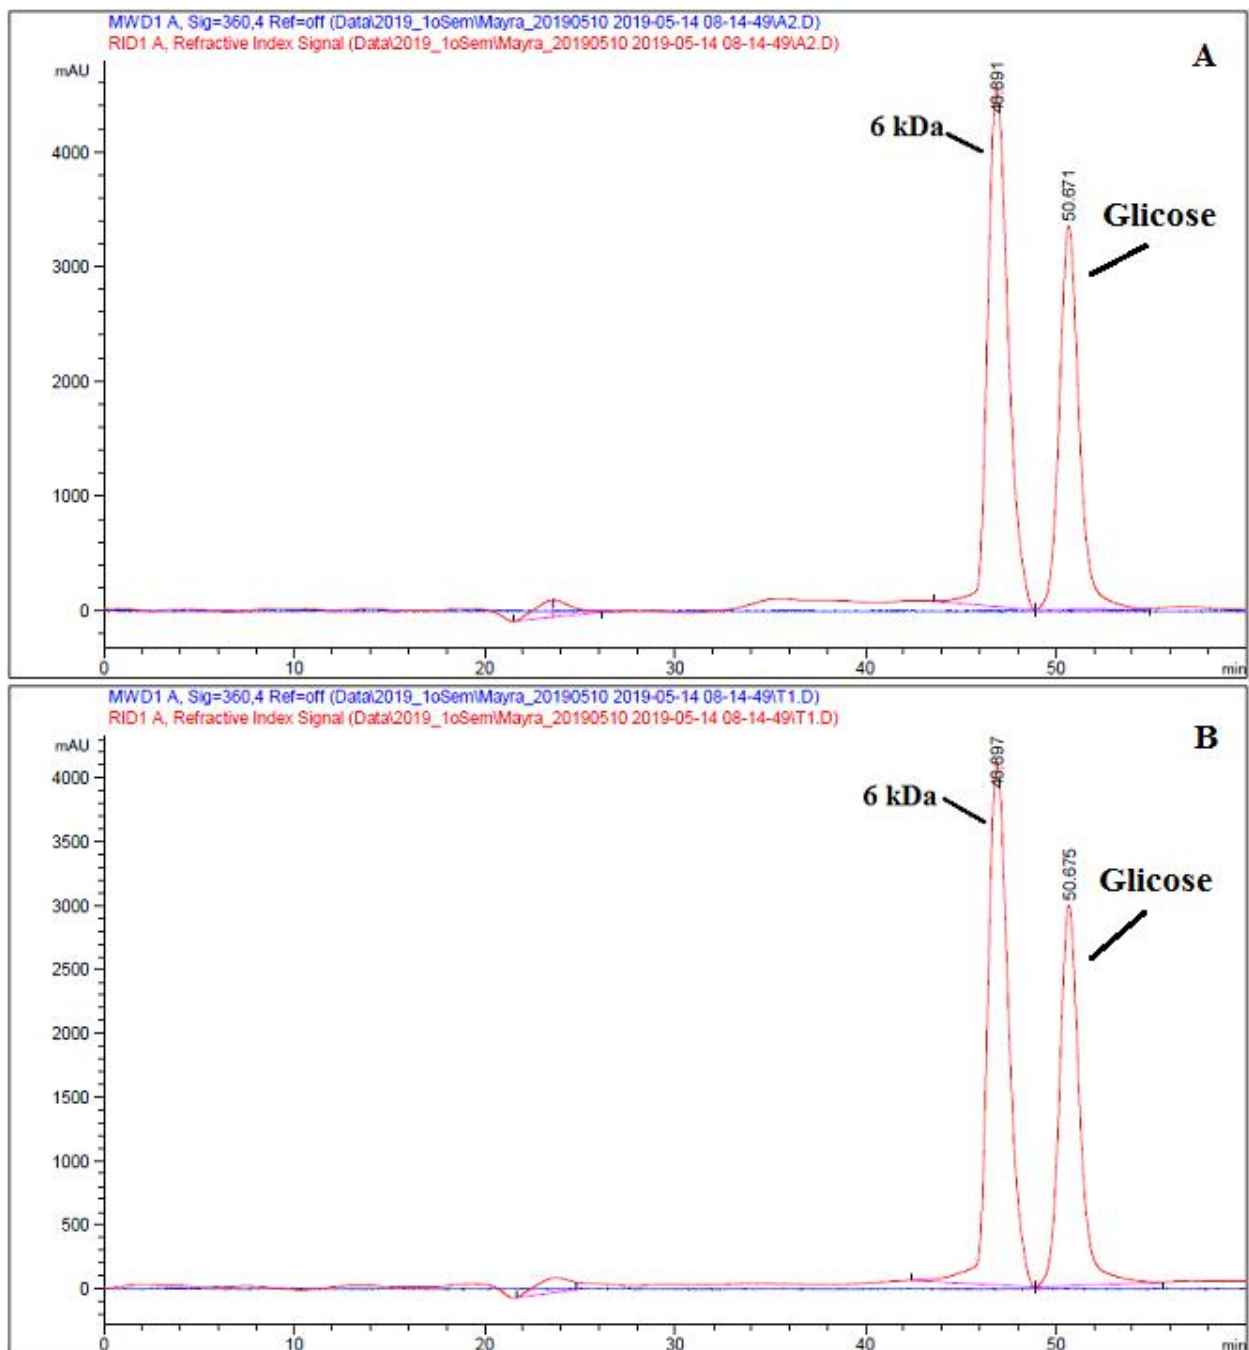 MWD1 A, Sig=360,4 Ref=off (Data\2019_1oSem\Mayra_20190510 2019-05-14 08-14-49\A2.D)
RID1 A, Refractive Index Signal (Data\2019_1oSem\Mayra_20190510 2019-05-14 08-14-49\A2.D)
A
mAU
46.891
6 kDa
50.671
Glicose
4000
3000
2000
1000
0
0 10 20 30 40 50 min
MWD1 A, Sig=360,4 Ref=off (Data\2019_1oSem\Mayra_20190510 2019-05-14 08-14-49\T1.D)
RID1 A, Refractive Index Signal (Data\2019_1oSem\Mayra_20190510 2019-05-14 08-14-49\T1.D)
B
mAU
46.897
6 kDa
50.675
Glicose
4000
3500
3000
2500
2000
1500
1000
500
0
0 10 20 30 40 50 min